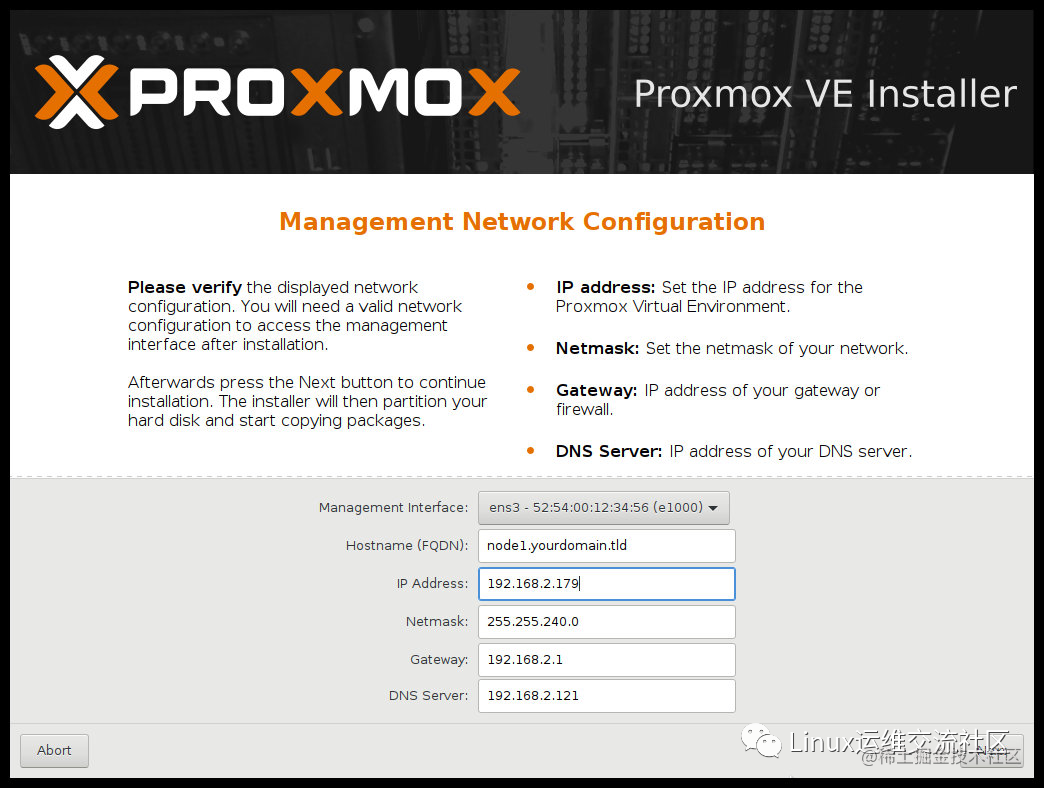 PROXMOX
Proxmox VE Installer
Management Network Configuration
Please verify the displayed network
configuration. You will need a valid network
configuration to access the management
interface after installation.
Afterwards press the Next button to continue
installation. The installer will then partition your
hard disk and start copying packages.
• IP address: Set the IP address for the
Proxmox Virtual Environment.
• Netmask: Set the netmask of your network.
• Gateway: IP address of your gateway or
firewall.
• DNS Server: IP address of your DNS server.
Management Interface: ens3 - 52:54:00:12:34:56 (e1000)
Hostname (FQDN): node1.yourdomain.tld
IP Address: 192.168.2.179
Netmask: 255.255.240.0
Gateway: 192.168.2.1
DNS Server: 192.168.2.121
Abort
Linux运维交流社区
@稀土掘金技术社区